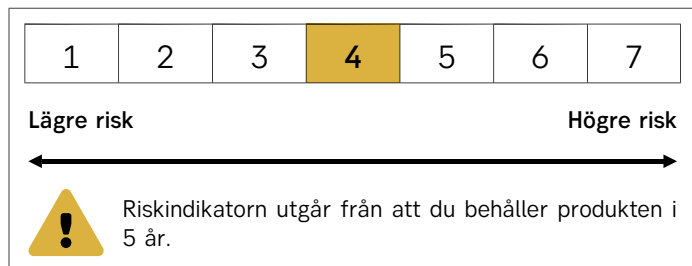 1 2 3 4 5 6 7
Lägre risk Högre risk
Riskindikatorn utgår från att du behåller produkten i
5 år.